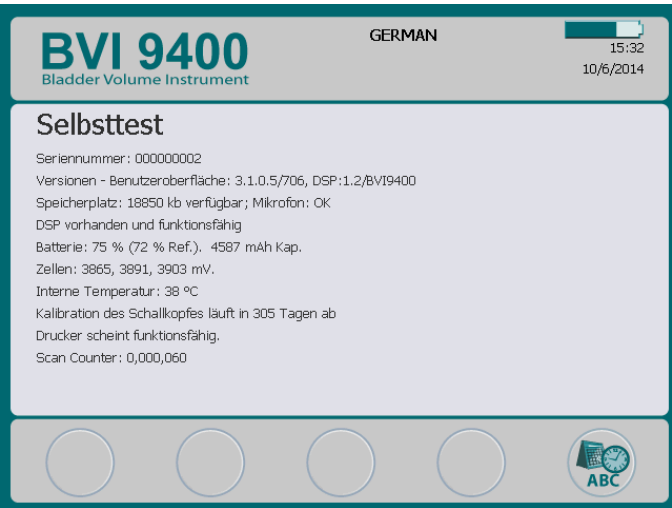 BVI 9400
Bladder Volume Instrument
GERMAN
15:32
10/6/2014
Selbsttest
Seriennummer: 000000002
Versionen - Benutzeroberfläche: 3.1.0.5/706, DSP:1.2/BVI9400
Speicherplatz: 18850 kb verfügbar; Mikrofon: OK
DSP vorhanden und funktionsfähig
Batterie: 75 % (72 % Ref.).  4587 mAh Kap.
Zellen: 3865, 3891, 3903 mV.
Interne Temperatur: 38 ºC
Kalibration des Schallkopfes läuft in 305 Tagen ab
Drucker scheint funktionsfähig.
Scan Counter: 0,000,060
ABC